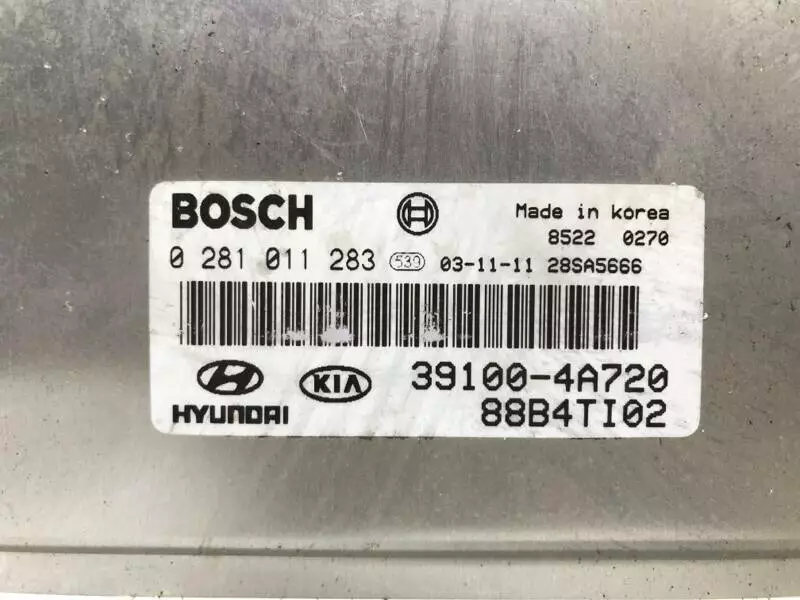 BOSCH Made in korea
8522 0270
0 281 011 283 539 03-11-11 28SA5666
HYUNDAI KIA 39100-4A720
88B4TI02